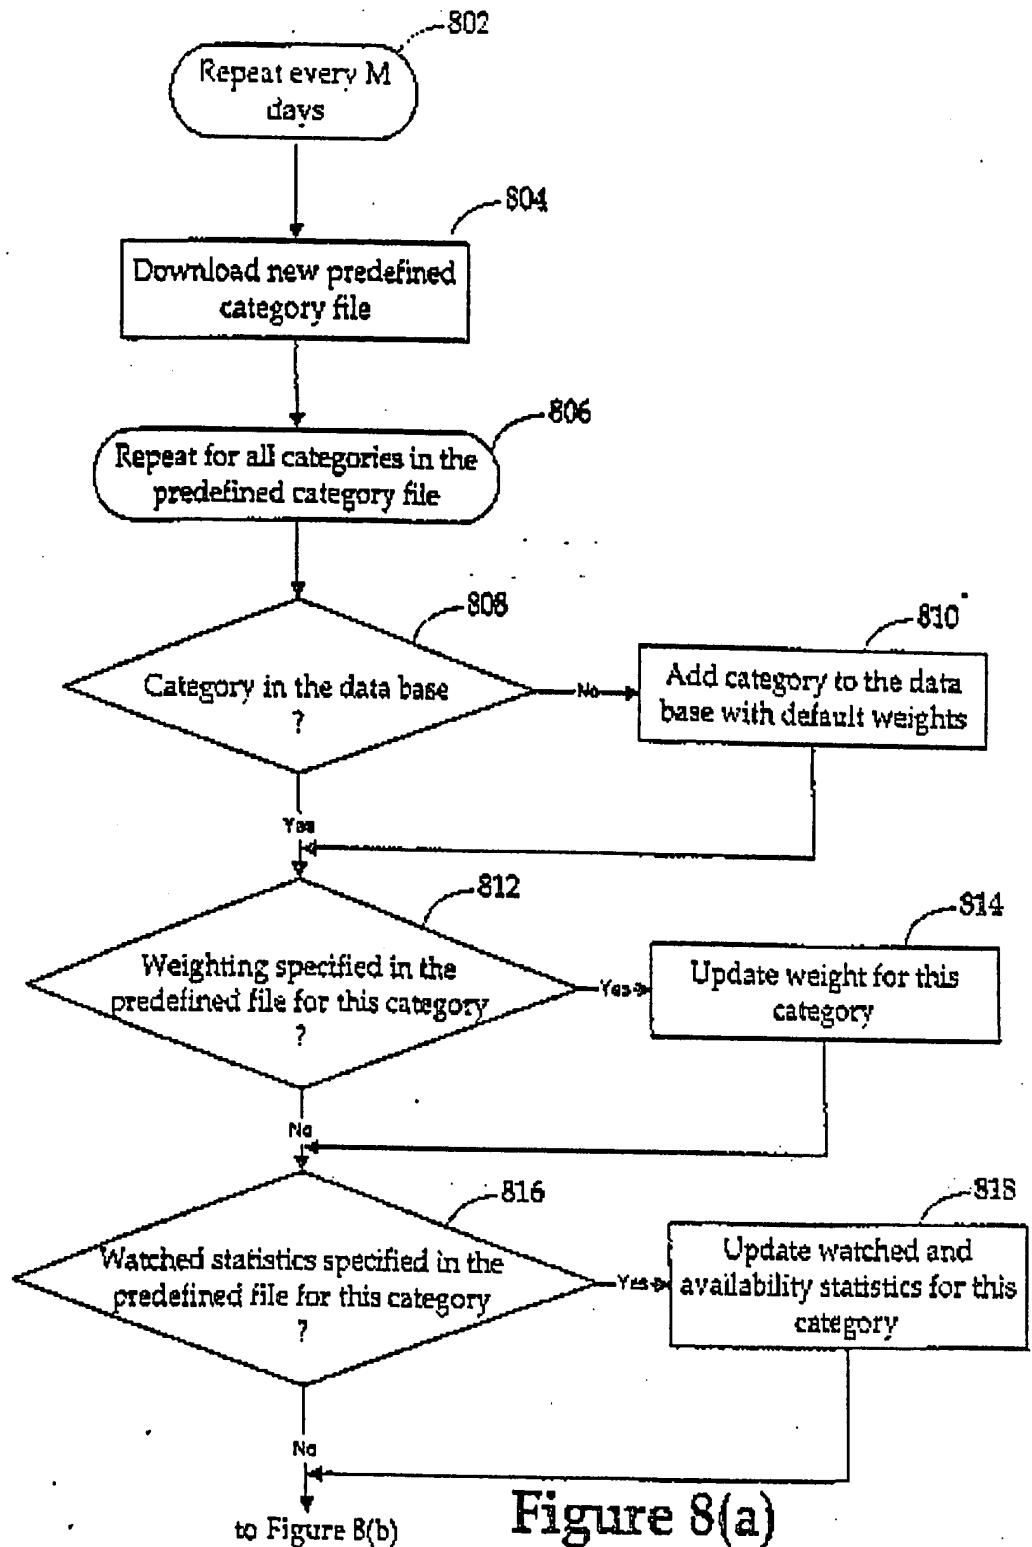 802
Repeat every M
days
804
Download new predefined
category file
806
Repeat for all categories in the
predefined category file
808
Category in the data base
?
No
810
Add category to the data
base with default weights
Yes
812
Weighting specified in the
predefined file for this category
?
Yes
814
Update weight for this
category
No
816
Watched statistics specified in the
predefined file for this category
?
Yes
818
Update watched and
availability statistics for this
category
No
to Figure 8(b)
Figure 8(a)